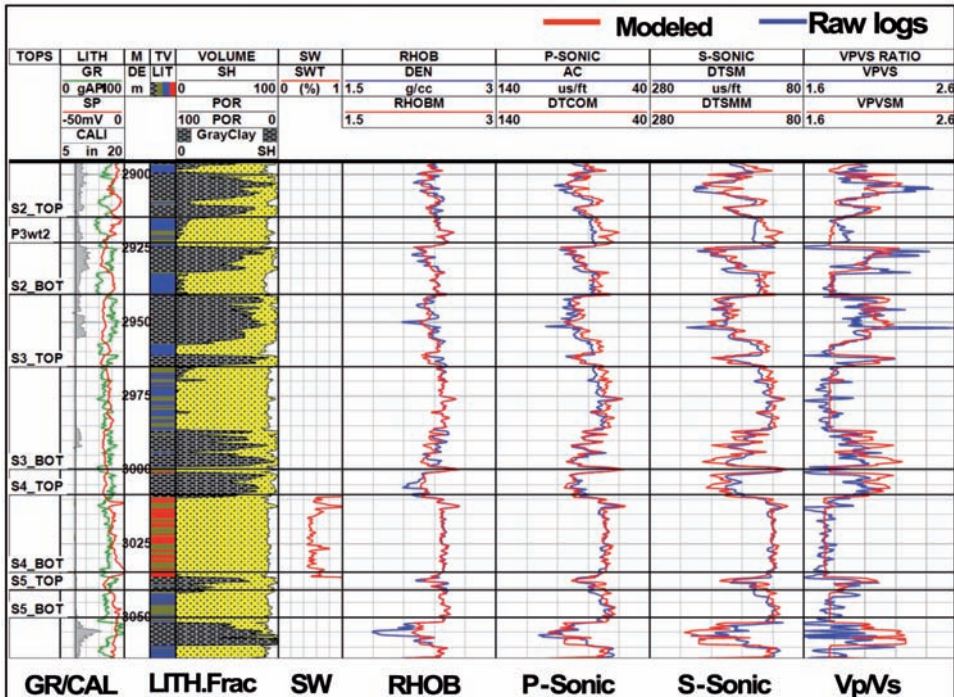 Modeled Raw logs
TOPS LITH M TV VOLUME SW RHOB P-SONIC S-SONIC VPVS RATIO
GR DE LIT SH SWT DEN AC DTSM VPVS
0 gAPI 100 m 0 100 0 (%) 1 1.5 g/cc 3 140 us/ft 40 280 us/ft 80 1.6 2.6
SP POR RHOBM DTCOM DTSMM VPVSM
-50mV 0 100 POR 0 1.5 3 140 40 280 80 1.6 2.6
CALI GrayClay
5 in 20 0 SH
2900
S2_TOP
P3wt2
2925
S2_BOT
2950
S3_TOP
2975
S3_BOT
3000
S4_TOP
3025
S4_BOT
S5_TOP
S5_BOT
3050
GR/CAL LITH.Frac SW RHOB P-Sonic S-Sonic Vp/Vs